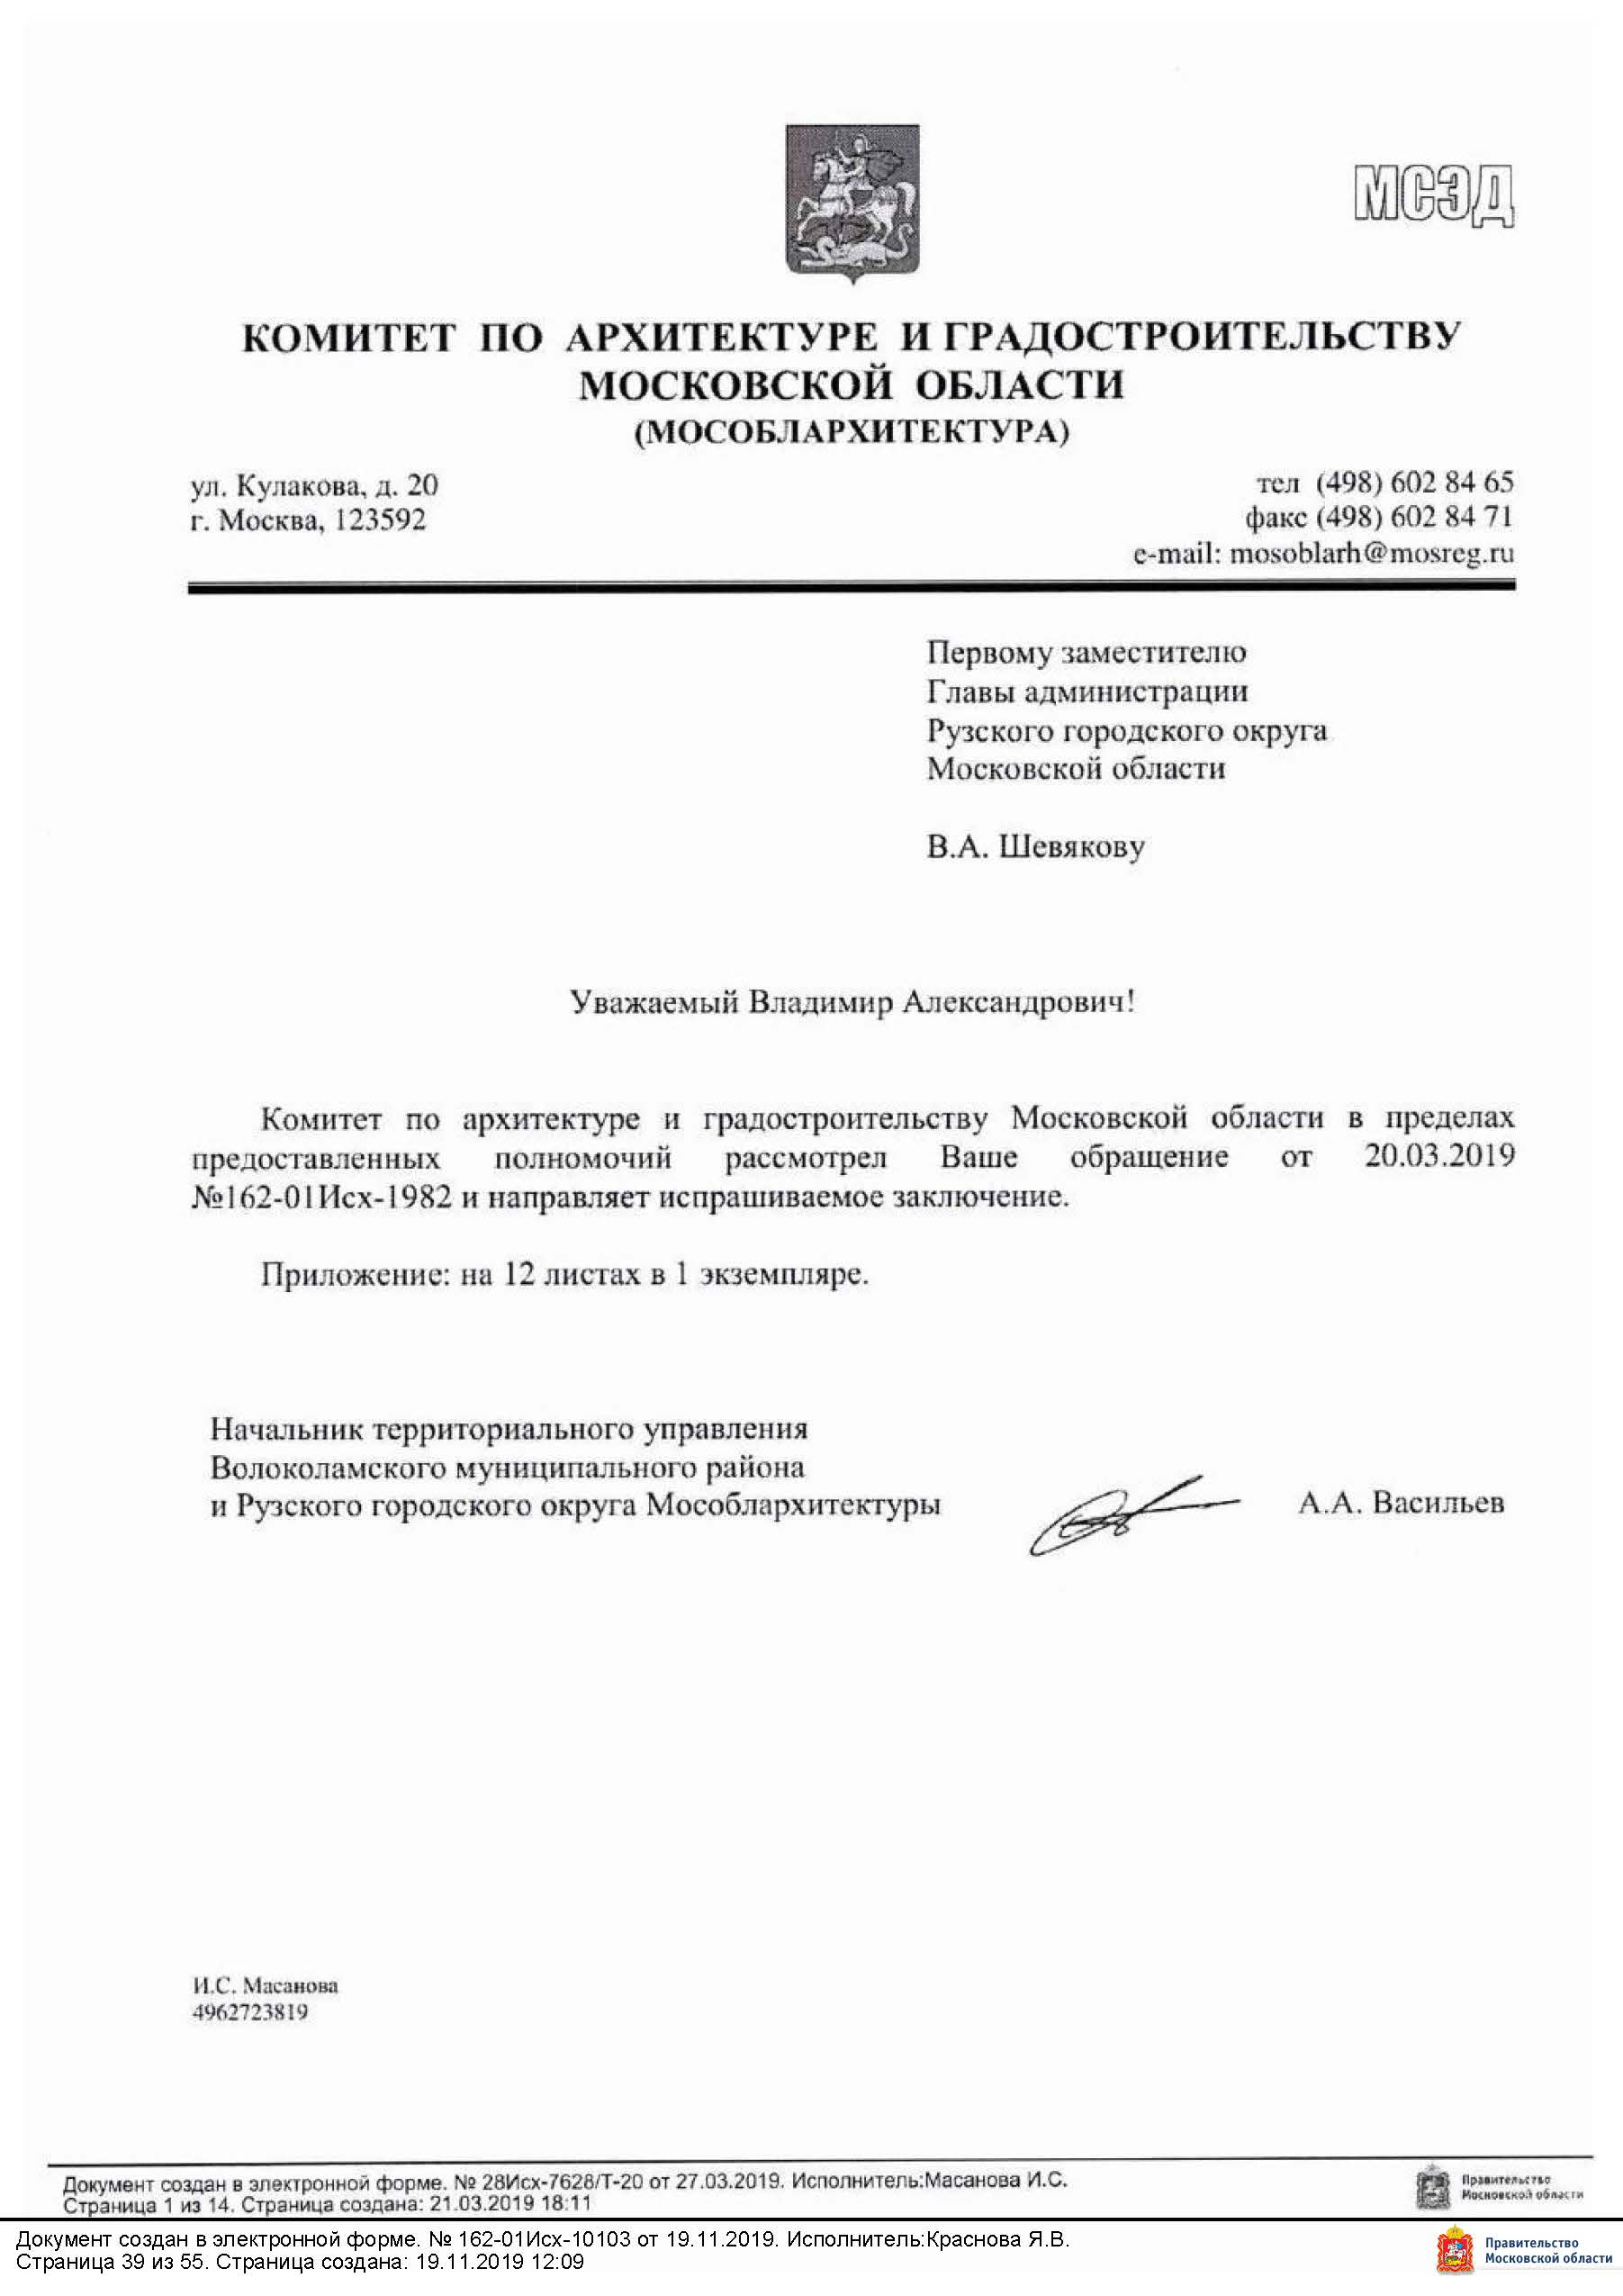 МСЭД
КОМИТЕТ ПО АРХИТЕКТУРЕ И ГРАДОСТРОИТЕЛЬСТВУ
МОСКОВСКОЙ ОБЛАСТИ
(МОСОБЛАРХИТЕКТУРА)
ул. Кулакова, д. 20
г. Москва, 123592
тел (498) 602 84 65
факс (498) 602 84 71
e-mail: mosoblarh@mosreg.ru
Первому заместителю
Главы администрации
Рузского городского округа
Московской области
В.А. Шевякову
Уважаемый Владимир Александрович!
Комитет по архитектуре и градостроительству Московской области в пределах
предоставленных полномочий рассмотрел Ваше обращение от 20.03.2019
№162-01Исх-1982 и направляет испрашиваемое заключение.
Приложение: на 12 листах в 1 экземпляре.
Начальник территориального управления
Волоколамского муниципального района
и Рузского городского округа Мособлархитектуры
А.А. Васильев
И.С. Масанова
4962723819
Документ создан в электронной форме. № 28Исх-7628/Т-20 от 27.03.2019. Исполнитель:Масанова И.С.
Страница 1 из 14. Страница создана: 21.03.2019 18:11
Правительство
Московской области
Документ создан в электронной форме. № 162-01Исх-10103 от 19.11.2019. Исполнитель:Краснова Я.В.
Страница 39 из 55. Страница создана: 19.11.2019 12:09
Правительство
Московской области